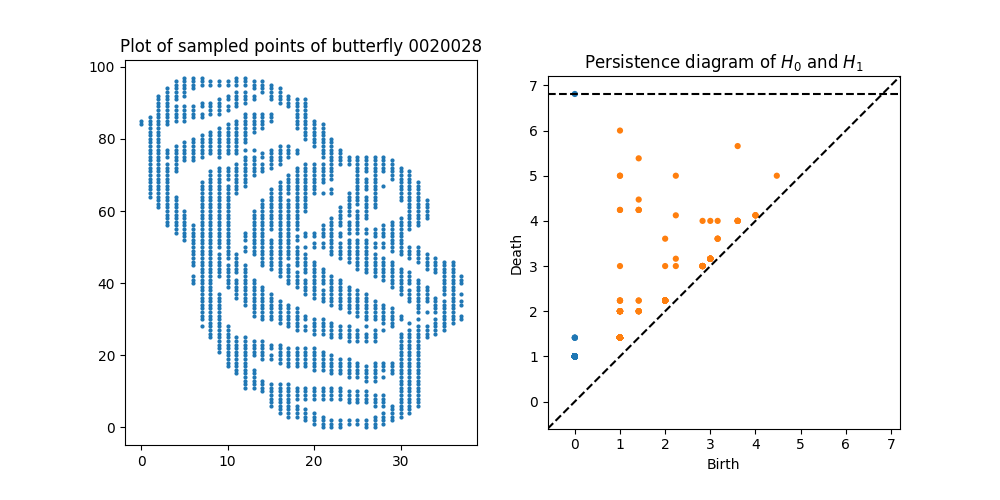 Plot of sampled points of butterfly 0020028
100
80
60
40
20
0
0 10 20 30
Persistence diagram of H₀ and H₁
7
6
5
4
3
2
1
0
Death
0 1 2 3 4 5 6 7
Birth